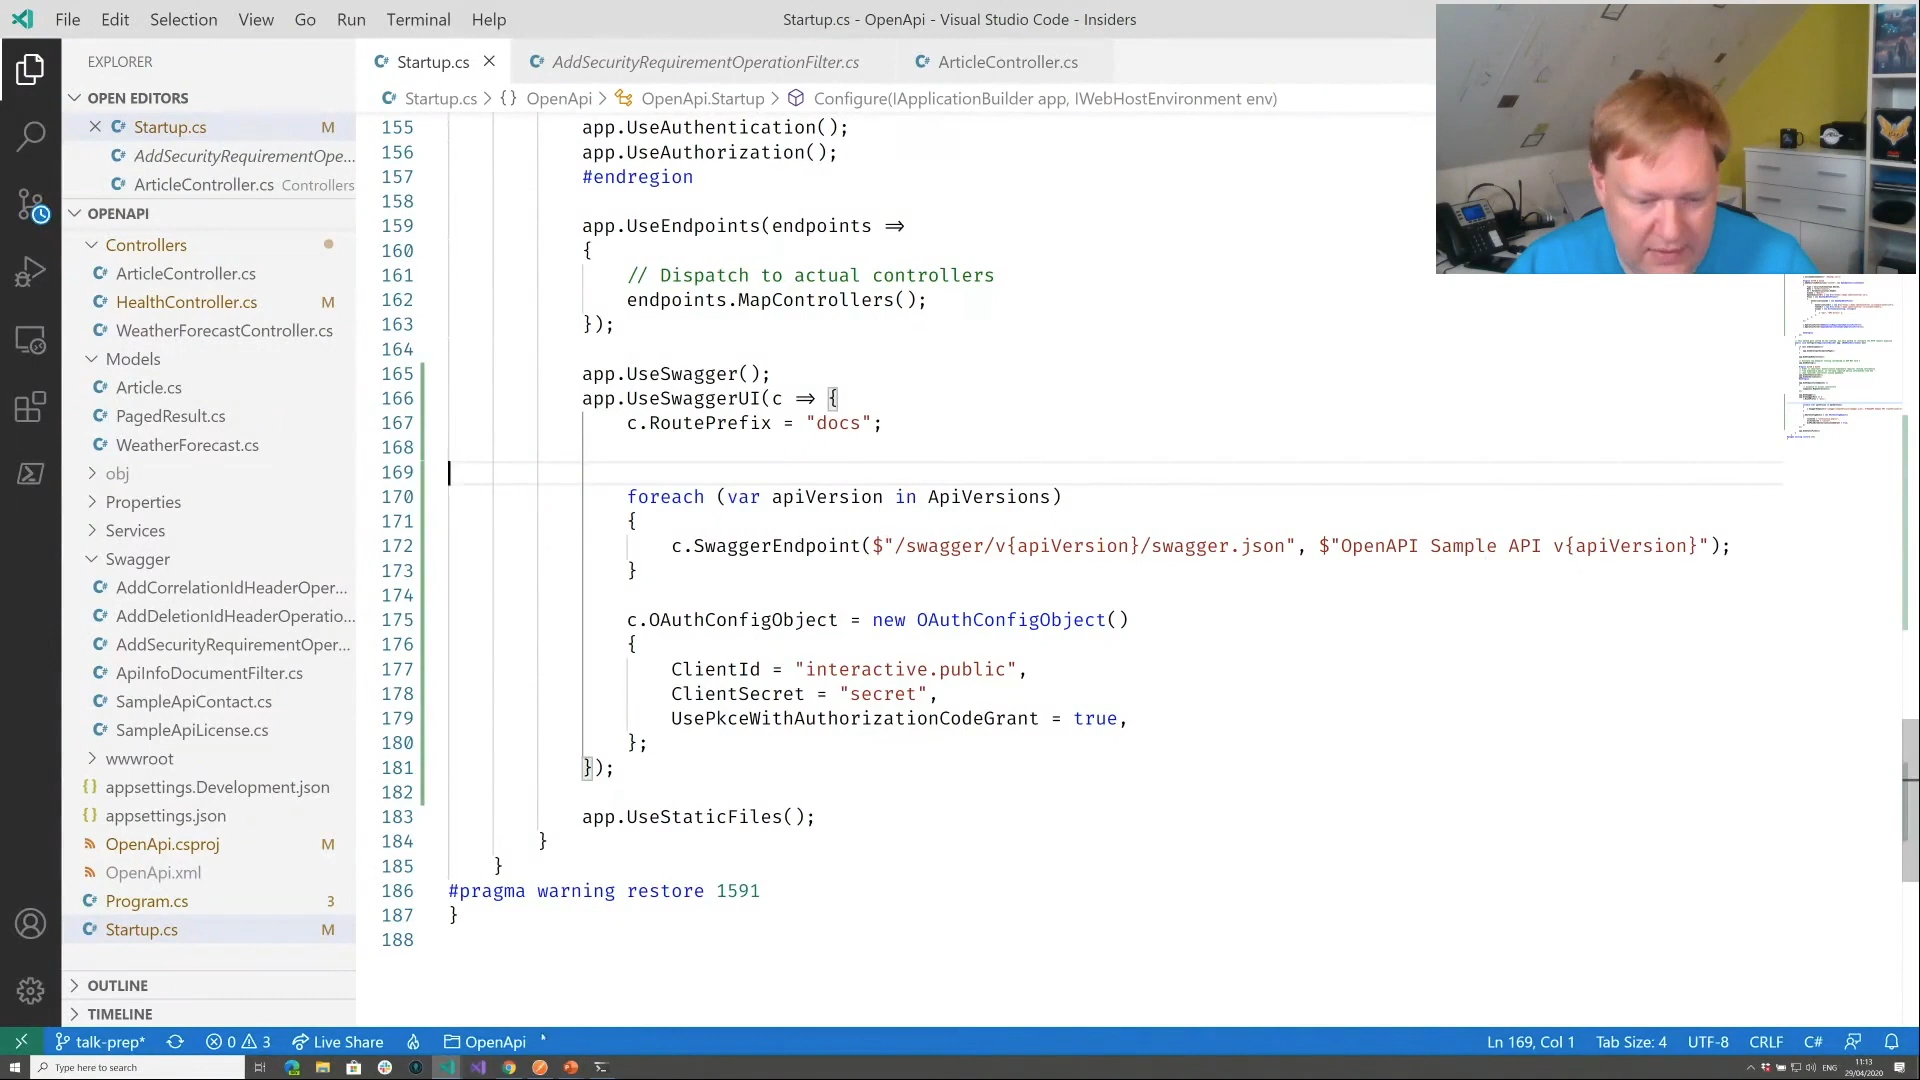 File Edit Selection View Go Run Terminal Help
Startup.cs - OpenApi - Visual Studio Code - Insiders
EXPLORER
OPEN EDITORS
Startup.cs M
AddSecurityRequirementOpe...
ArticleController.cs Controllers
OPENAPI
Controllers
ArticleController.cs
HealthController.cs M
WeatherForecastController.cs
Models
Article.cs
PagedResult.cs
WeatherForecast.cs
obj
Properties
Services
Swagger
AddCorrelationIdHeaderOper...
AddDeletionIdHeaderOperatio...
AddSecurityRequirementOper...
ApiInfoDocumentFilter.cs
SampleApiContact.cs
SampleApiLicense.cs
wwwroot
appsettings.Development.json
appsettings.json
OpenApi.csproj M
OpenApi.xml
Program.cs 3
Startup.cs M
OUTLINE
TIMELINE
Startup.cs AddSecurityRequirementOperationFilter.cs ArticleController.cs
Startup.cs > {} OpenApi > OpenApi.Startup > Configure(IApplicationBuilder app, IWebHostEnvironment env)
155 app.UseAuthentication();
156 app.UseAuthorization();
157 #endregion
158
159 app.UseEndpoints(endpoints =>
160 {
161 // Dispatch to actual controllers
162 endpoints.MapControllers();
163 });
164
165 app.UseSwagger();
166 app.UseSwaggerUI(c => {
167 c.RoutePrefix = "docs";
168
169
170 foreach (var apiVersion in ApiVersions)
171 {
172 c.SwaggerEndpoint($"/swagger/v{apiVersion}/swagger.json", $"OpenAPI Sample API v{apiVersion}");
173 }
174
175 c.OAuthConfigObject = new OAuthConfigObject()
176 {
177 ClientId = "interactive.public",
178 ClientSecret = "secret",
179 UsePkceWithAuthorizationCodeGrant = true,
180 };
181 });
182
183 app.UseStaticFiles();
184 }
185 }
186 #pragma warning restore 1591
187 }
188
talk-prep* 0 3 Live Share OpenApi Ln 169, Col 1 Tab Size: 4 UTF-8 CRLF C#
Type here to search ENG 11:13
29/04/2020